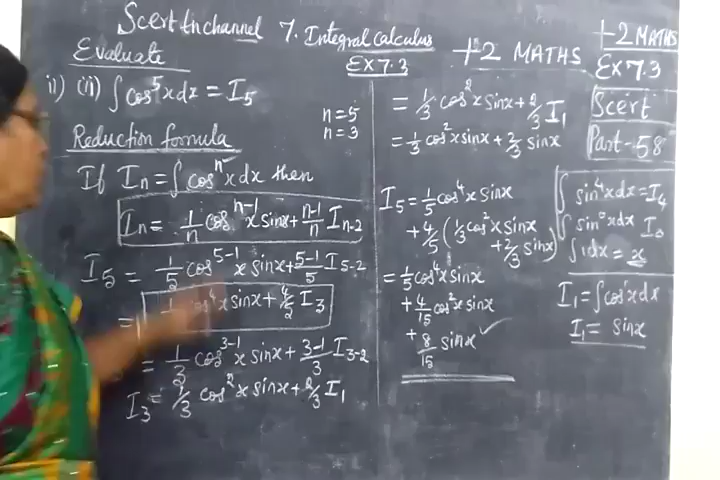 Scert tn channel 7. Integral calculus +2 MATHS
Evaluate EX 7.3
ii) (ii) ∫cos⁵x dx = I₅
n=5
n=3
Reduction formula
If Iₙ = ∫cosⁿx dx then
Iₙ = 1/n cosⁿ⁻¹x sinx + n-1/n Iₙ₋₂
I₅ = 1/5 cos⁵⁻¹x sinx + 5-1/5 I₅₋₂
= cos⁴x sinx + I₃
= 1/3 cos³⁻¹x sinx + 3-1/3 I₃₋₂
I₃ = 1/3 cos²x sinx + 2/3 I₁
= 1/3 cos²x sinx + 2/3 I₁
= 1/3 cos²x sinx + 2/3 sinx
I₅ = 1/5 cos⁴x sinx
+ 4/5 (1/3 cos²x sinx
+ 2/3 sinx)
= 1/5 cos⁴x sinx
+ 4/15 cos²x sinx
+ 8/15 sinx ✓
+2 MATHS
EX 7.3
Scert
Part-58
∫sin⁴x dx = I₄
∫sin⁰x dx I₀
∫1dx = x
I₁ = ∫cos¹x dx
I₁ = sinx